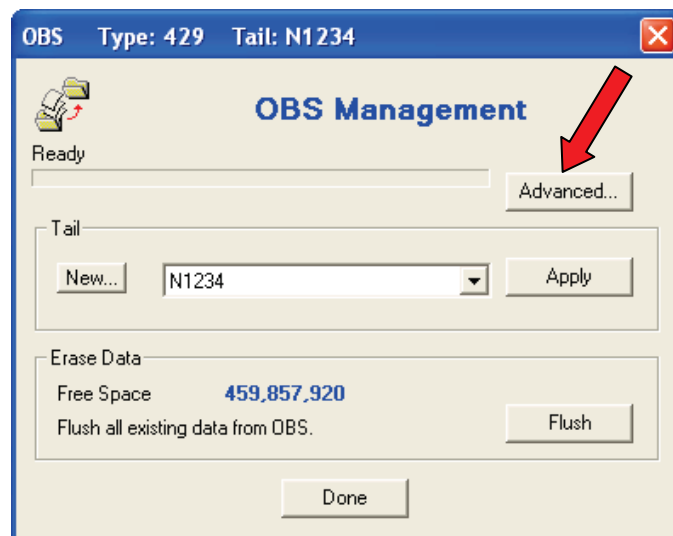 OBS Type: 429 Tail: N1234
OBS Management
Ready
Advanced...
Tail
New...
N1234
Apply
Erase Data
Free Space 459,857,920
Flush all existing data from OBS.
Flush
Done